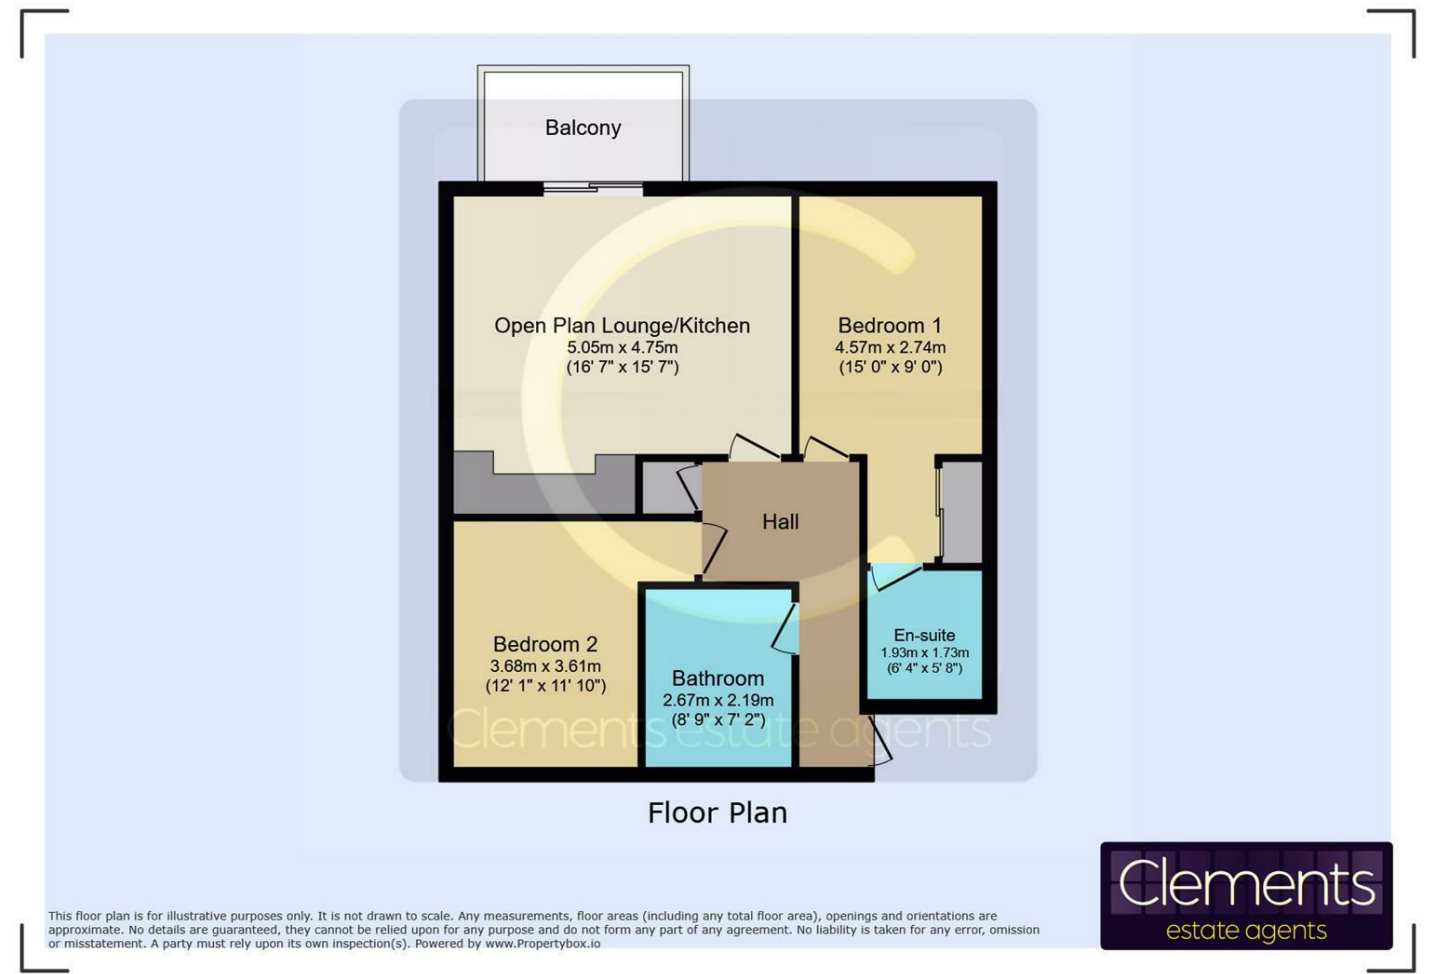 Balcony
Open Plan Lounge/Kitchen
5.05m x 4.75m
(16' 7" x 15' 7")
Bedroom 1
4.57m x 2.74m
(15' 0" x 9' 0")
Hall
Bedroom 2
3.68m x 3.61m
(12' 1" x 11' 10")
Bathroom
2.67m x 2.19m
(8' 9" x 7' 2")
En-suite
1.93m x 1.73m
(6' 4" x 5' 8")
Clements estate agents
Floor Plan
Clements
estate agents
This floor plan is for illustrative purposes only. It is not drawn to scale. Any measurements, floor areas (including any total floor area), openings and orientations are
approximate. No details are guaranteed, they cannot be relied upon for any purpose and do not form any part of any agreement. No liability is taken for any error, omission
or misstatement. A party must rely upon its own inspection(s). Powered by www.Propertybox.io